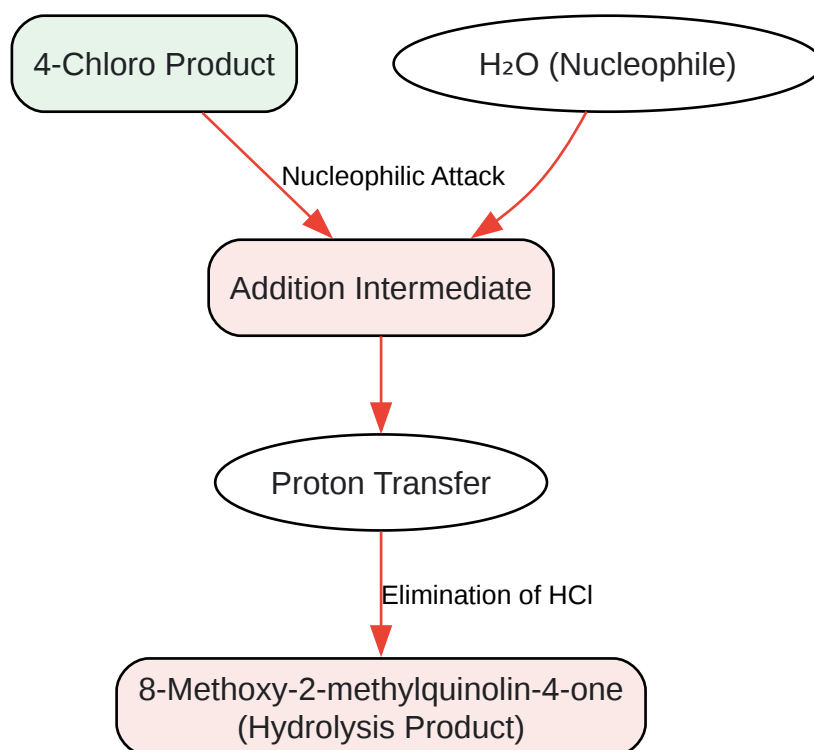 4-Chloro Product
H₂O (Nucleophile)
Nucleophilic Attack
Addition Intermediate
Proton Transfer
Elimination of HCl
8-Methoxy-2-methylquinolin-4-one
(Hydrolysis Product)